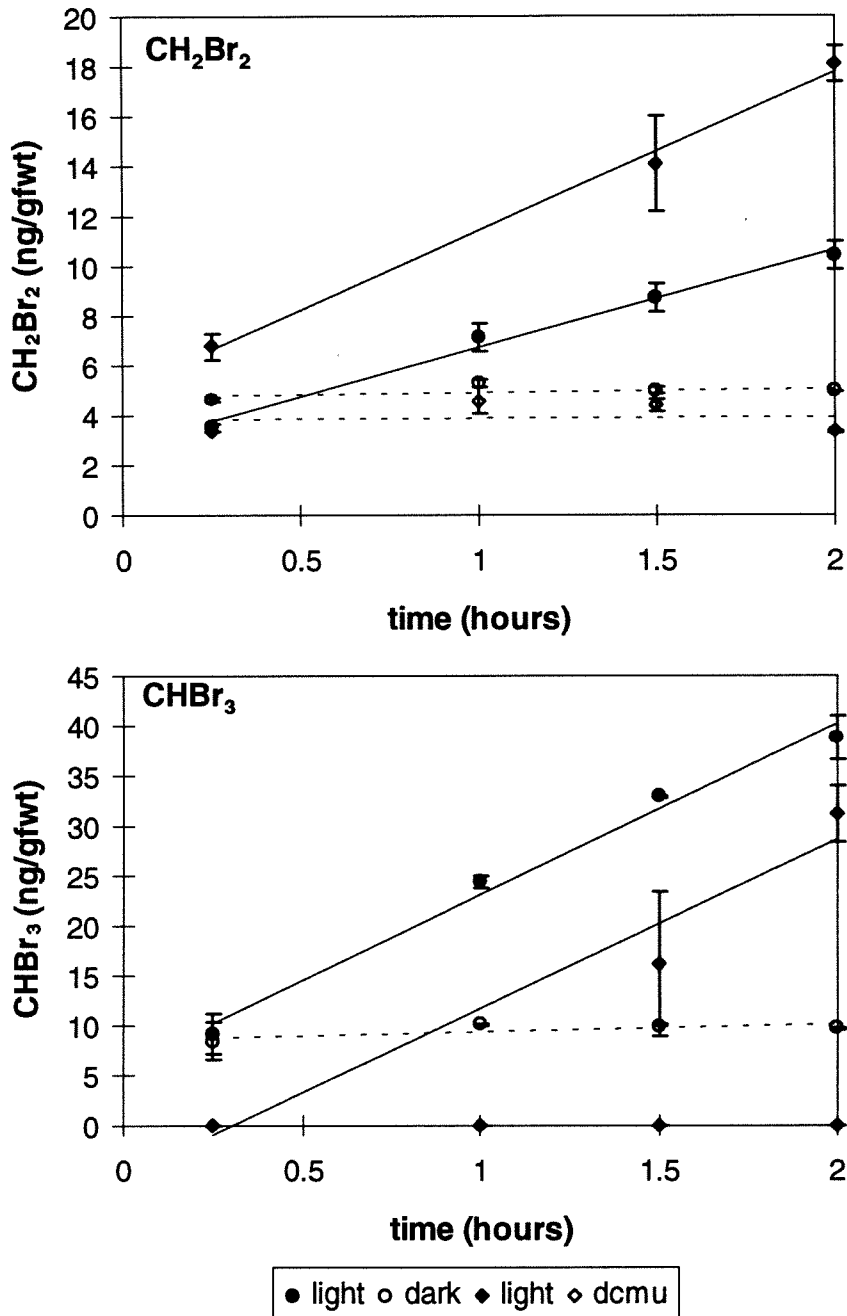 CH₂Br₂
CH₂Br₂ (ng/gfwt)
20
18
16
14
12
10
8
6
4
2
0
0 0.5 1 1.5 2
time (hours)
CHBr₃
CHBr₃ (ng/gfwt)
45
40
35
30
25
20
15
10
5
0
0 0.5 1 1.5 2
time (hours)
● light ○ dark ◆ light ◇ dcmu